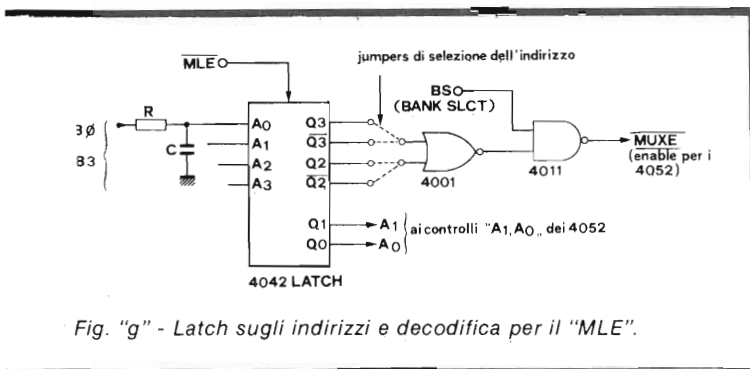 jumpers di selezione dell'indirizzo
MLE
BS
(BANK SLCT)
R
C
3Ø
B3
A0
A1
A2
A3
Q3
Q3
Q2
Q2
Q1
Q0
4001
4011
MUXE
(enable per i
4052)
A1
A0
ai controlli "A1, A0„ dei 4052
4042 LATCH
Fig. "g" - Latch sugli indirizzi e decodifica per il "MLE".